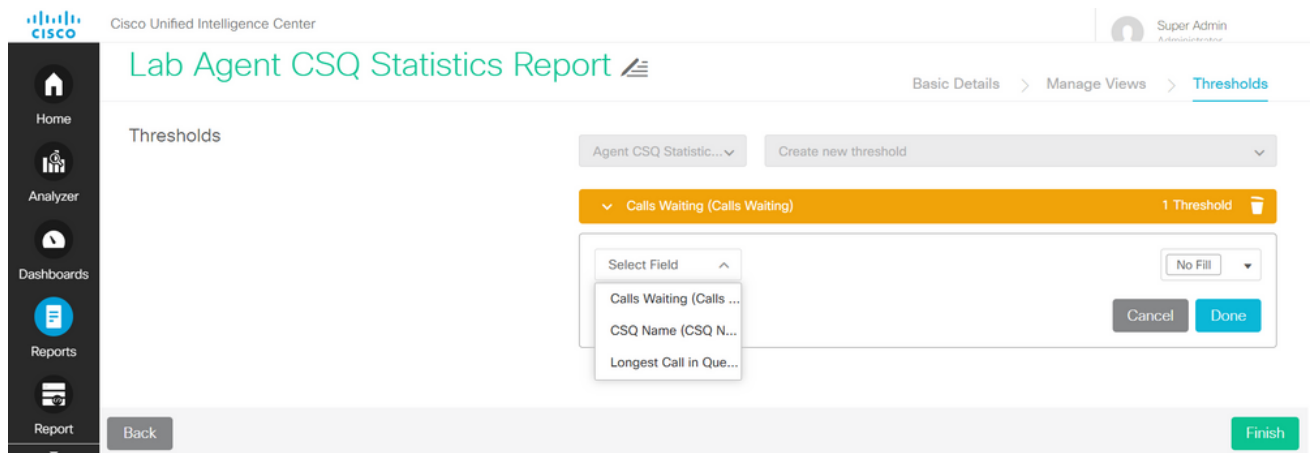 CISCO
Cisco Unified Intelligence Center
Super Admin
Administrator
Home
Analyzer
Dashboards
Reports
Report
Lab Agent CSQ Statistics Report
Basic Details > Manage Views > Thresholds
Thresholds
Agent CSQ Statistic...
Create new threshold
Calls Waiting (Calls Waiting)
1 Threshold
Select Field
No Fill
Calls Waiting (Calls ...
CSQ Name (CSQ N...
Longest Call in Que...
Cancel
Done
Back
Finish